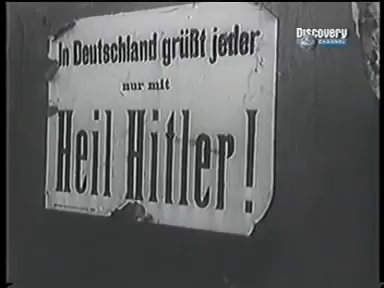 In Deutschland grüßt jeder
nur mit
Heil Hitler!
Discovery
CHANNEL